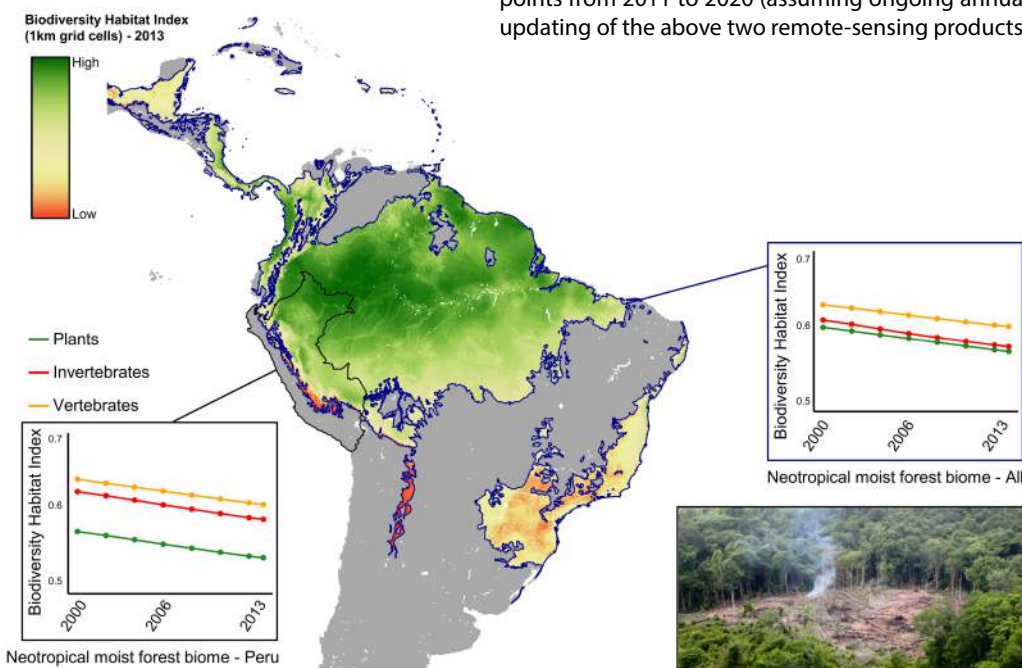 points from 2011 to 2020 (assuming ongoing annual
updating of the above two remote-sensing products
Biodiversity Habitat Index
(1km grid cells) - 2013
High
Low
Plants
Invertebrates
Vertebrates
Biodiversity Habitat Index
0.7
0.6
0.5
2000
2006
2013
Neotropical moist forest biome - Peru
Biodiversity Habitat Index
0.7
0.6
0.5
2000
2006
2013
Neotropical moist forest biome - All